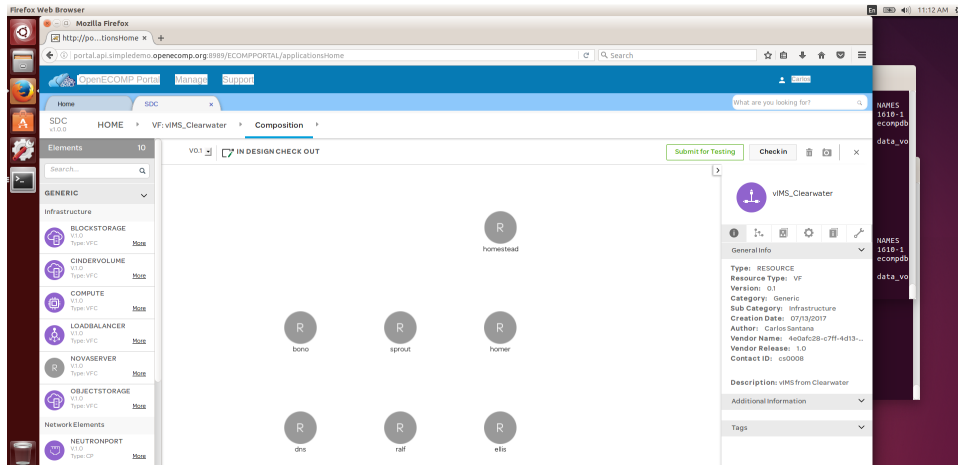 Firefox Web Browser
En
11:12 AM
Mozilla Firefox
http://po...tionsHome × +
portal.api.simpledemo.openecomp.org:8989/ECOMPPORTAL/applicationsHome
Search
OpenECOMP Portal Manage Support
Carlos
Home SDC x
What are you looking for?
SDC
v1.0.0
HOME VF: vIMS_Clearwater Composition
Elements 10
V0.1 IN DESIGN CHECK OUT
Submit for Testing Check in
Search...
GENERIC
Infrastructure
BLOCKSTORAGE
V.1.0
Type: VFC More
CINDERVOLUME
V.1.0
Type: VFC More
COMPUTE
V.1.0
Type: VFC More
LOADBALANCER
V.1.0
Type: VFC More
R
NOVASERVER
V.1.0
Type: VFC More
OBJECTSTORAGE
V.1.0
Type: VFC More
Network Elements
NEUTRONPORT
V.1.0
Type: CP More
R
homestead
R
bono
R
sprout
R
homer
R
dns
R
ralf
R
ellis
vIMS_Clearwater
General Info
Type: RESOURCE
Resource Type: VF
Version: 0.1
Category: Generic
Sub Category: Infrastructure
Creation Date: 07/13/2017
Author: Carlos Santana
Vendor Name: 4e0afc28-c7ff-4d13-...
Vendor Release: 1.0
Contact ID: cs0008
Description: vIMS from Clearwater
Additional Information
Tags
NAMES
1610-1
ecompdb
data_vo
NAMES
1610-1
ecompdb
data_vo